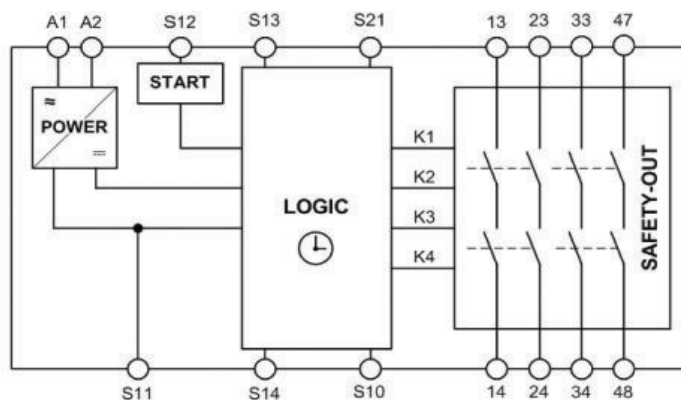 A1 A2 S12 S13 S21 13 23 33 47
START
≂
POWER
⎓
K1
K2
LOGIC
K3
K4
SAFETY-OUT
S11 S14 S10 14 24 34 48